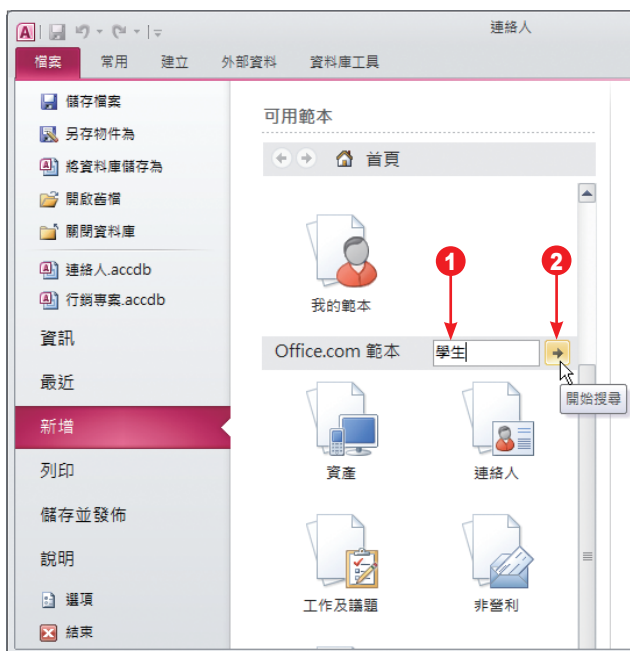 連絡人
檔案 常用 建立 外部資料 資料庫工具
儲存檔案
另存物件為
將資料庫儲存為
開啟舊檔
關閉資料庫
連絡人.accdb
行銷專案.accdb
資訊
最近
新增
列印
儲存並發佈
說明
選項
結束
可用範本
首頁
我的範本
1 2
Office.com 範本 學生
開始搜尋
資產 連絡人
工作及議題 非營利